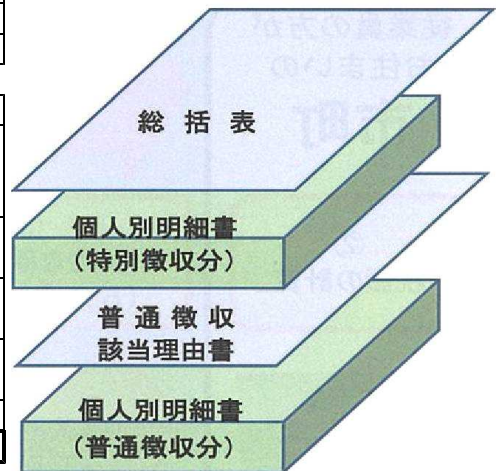 総括表
個人別明細書
（特別徴収分）
普通徴収
該当理由書
個人別明細書
（普通徴収分）